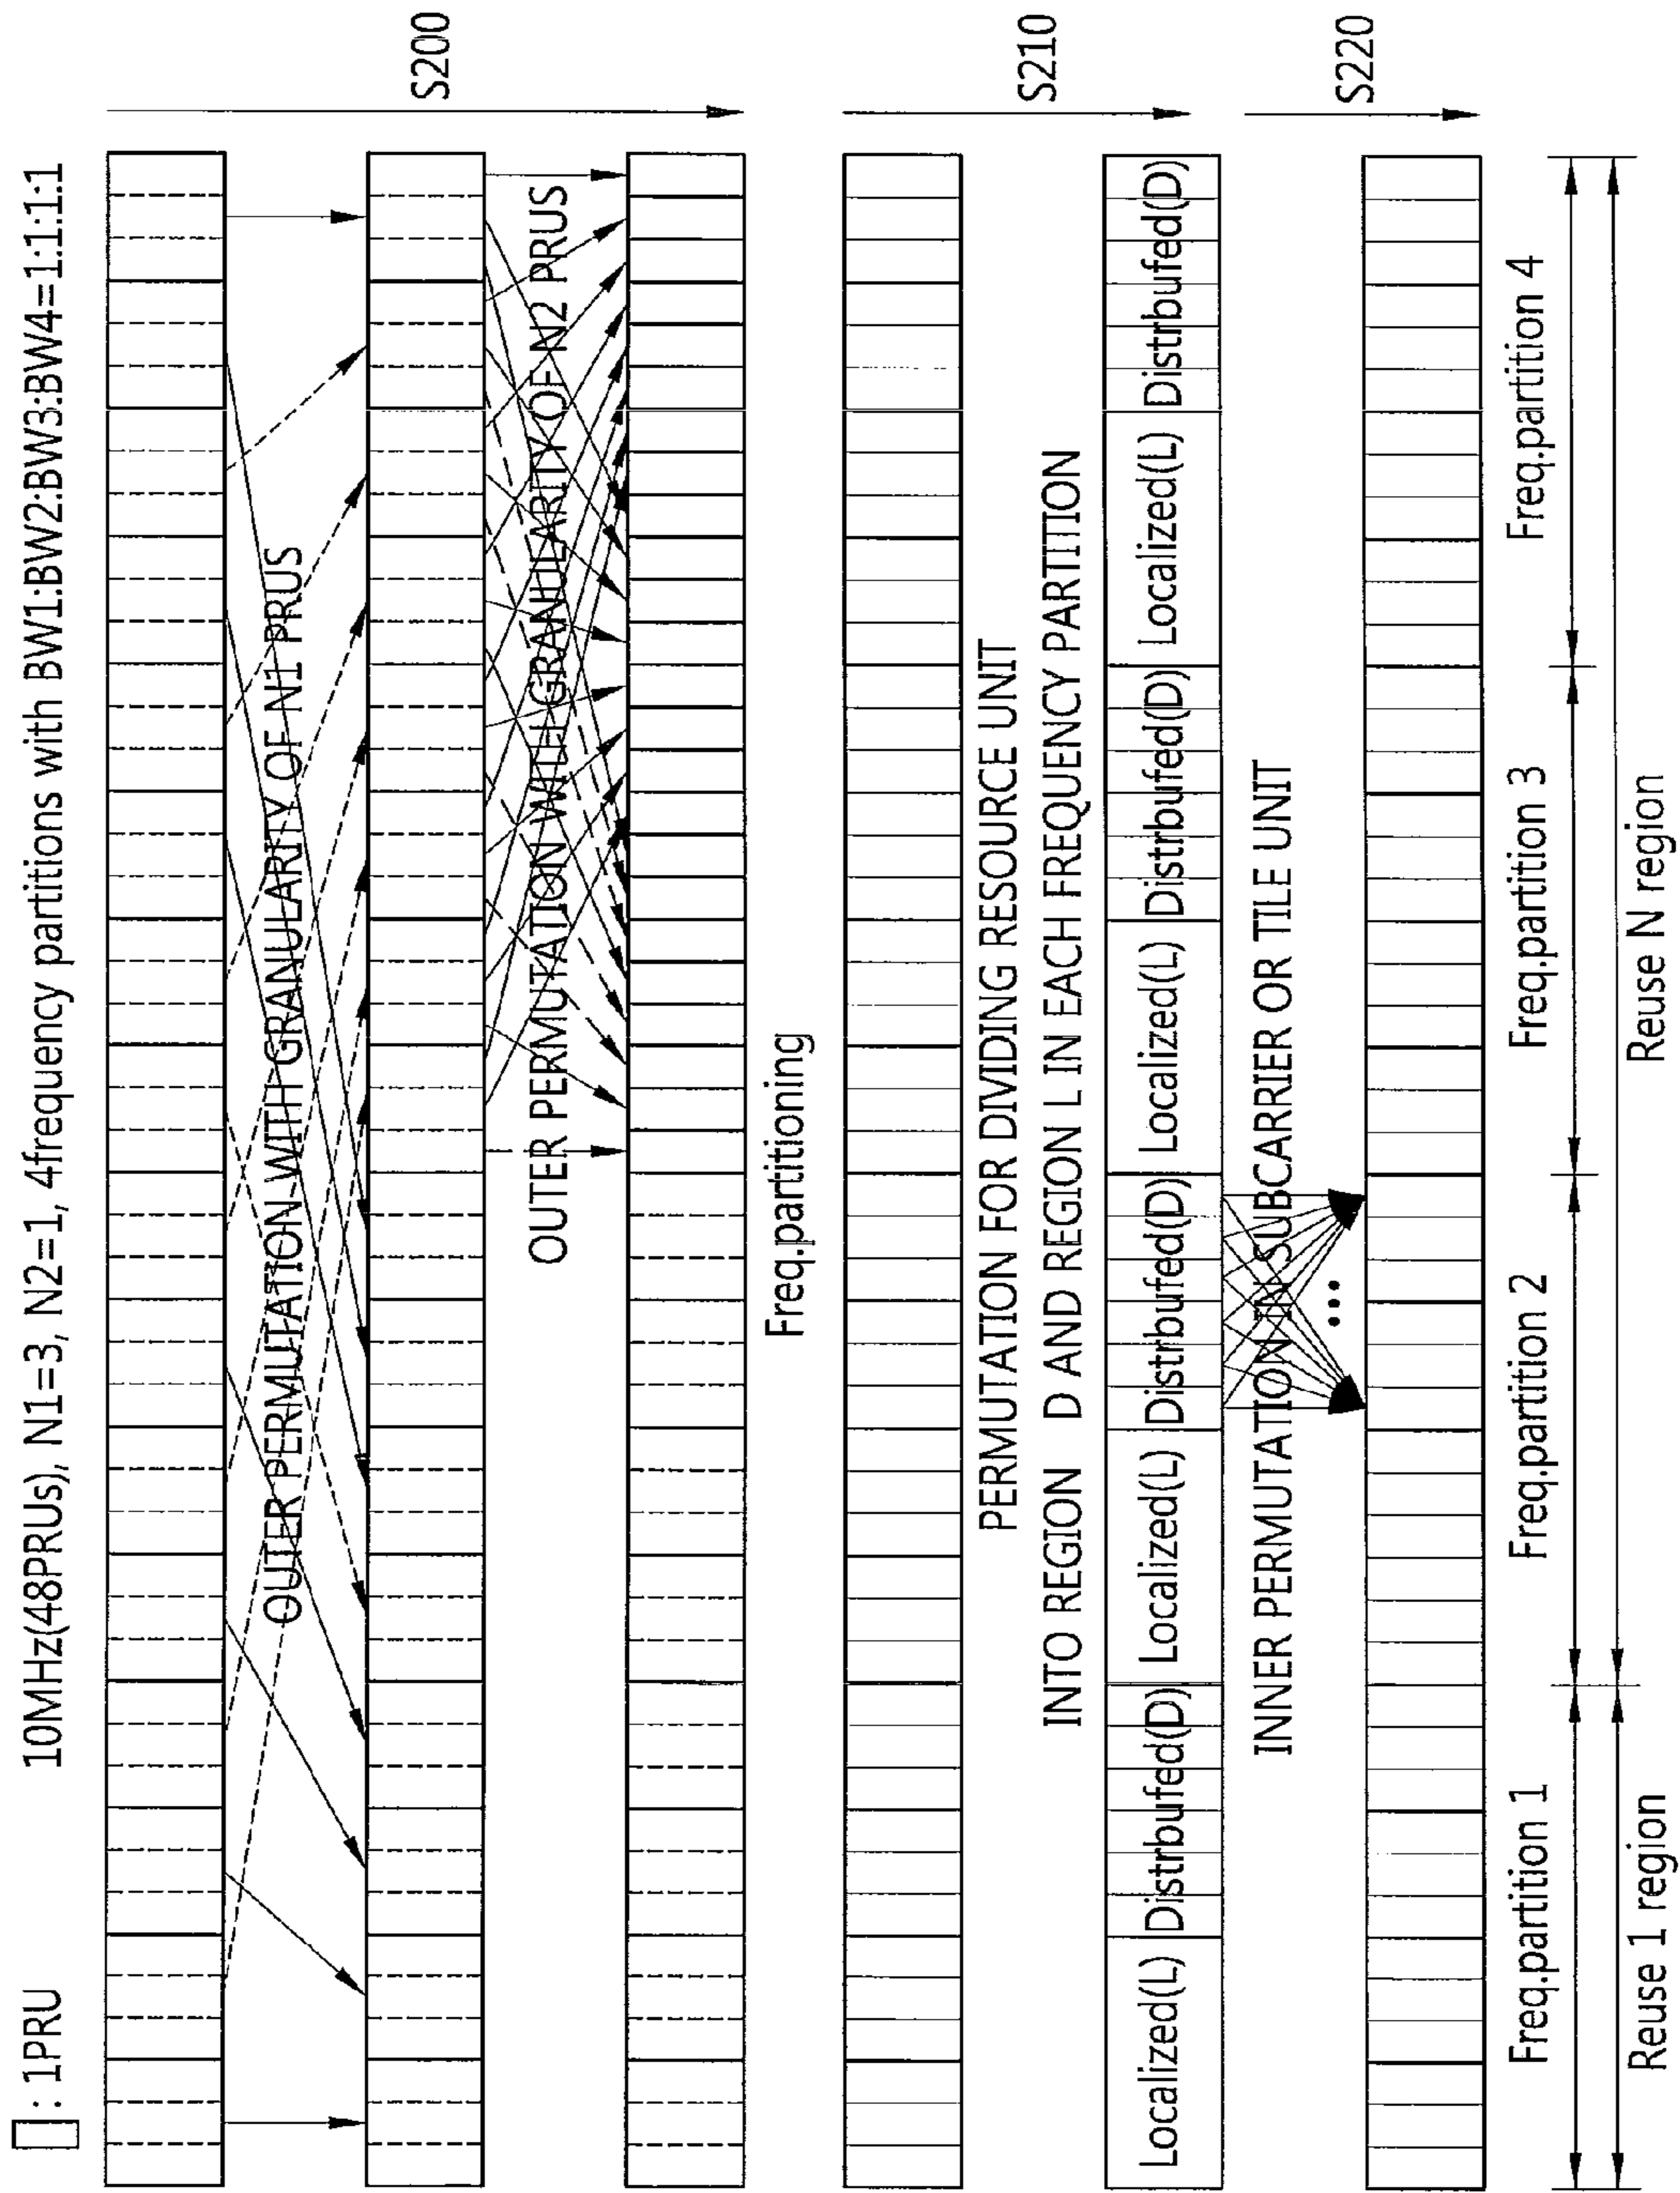 : 1PRU
10MHz(48PRUs), N1=3, N2=1, 4frequency partitions with BW1:BW2:BW3:BW4=1:1:1:1
OUTER PERMUTATION WITH GRANULARITY OF N1 PRUS
S200
OUTER PERMUTATION WITH GRANULARITY OF N2 PRUS
Freq.partitioning
PERMUTATION FOR DIVIDING RESOURCE UNIT
INTO REGION D AND REGION L IN EACH FREQUENCY PARTITION
S210
Localized(L) Distrbufed(D) Localized(L) Distrbufed(D) Localized(L) Distrbufed(D) Localized(L) Distrbufed(D)
INNER PERMUTATION IN SUBCARRIER OR TILE UNIT
S220
Freq.partition 1 Freq.partition 2 Freq.partition 3 Freq.partition 4
Reuse 1 region Reuse N region